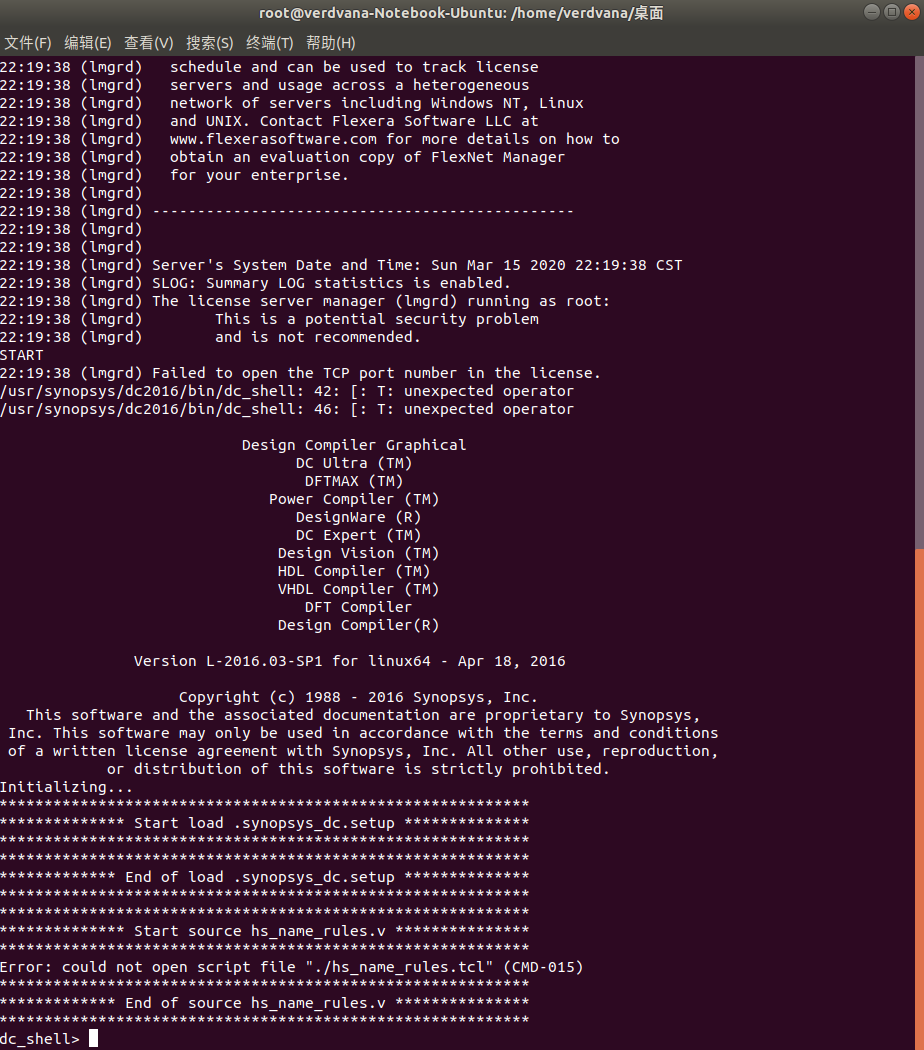 root@verdvana-Notebook-Ubuntu: /home/verdvana/桌面
文件(F) 编辑(E) 查看(V) 搜索(S) 终端(T) 帮助(H)
22:19:38 (lmgrd)   schedule and can be used to track license
22:19:38 (lmgrd)   servers and usage across a heterogeneous
22:19:38 (lmgrd)   network of servers including Windows NT, Linux
22:19:38 (lmgrd)   and UNIX. Contact Flexera Software LLC at
22:19:38 (lmgrd)   www.flexerasoftware.com for more details on how to
22:19:38 (lmgrd)   obtain an evaluation copy of FlexNet Manager
22:19:38 (lmgrd)   for your enterprise.
22:19:38 (lmgrd)
22:19:38 (lmgrd) -----------------------------------------------
22:19:38 (lmgrd)
22:19:38 (lmgrd)
22:19:38 (lmgrd) Server's System Date and Time: Sun Mar 15 2020 22:19:38 CST
22:19:38 (lmgrd) SLOG: Summary LOG statistics is enabled.
22:19:38 (lmgrd) The license server manager (lmgrd) running as root:
22:19:38 (lmgrd)        This is a potential security problem
22:19:38 (lmgrd)        and is not recommended.
START
22:19:38 (lmgrd) Failed to open the TCP port number in the license.
/usr/synopsys/dc2016/bin/dc_shell: 42: [: T: unexpected operator
/usr/synopsys/dc2016/bin/dc_shell: 46: [: T: unexpected operator
Design Compiler Graphical
DC Ultra (TM)
DFTMAX (TM)
Power Compiler (TM)
DesignWare (R)
DC Expert (TM)
Design Vision (TM)
HDL Compiler (TM)
VHDL Compiler (TM)
DFT Compiler
Design Compiler(R)
Version L-2016.03-SP1 for linux64 - Apr 18, 2016
Copyright (c) 1988 - 2016 Synopsys, Inc.
This software and the associated documentation are proprietary to Synopsys,
Inc. This software may only be used in accordance with the terms and conditions
of a written license agreement with Synopsys, Inc. All other use, reproduction,
or distribution of this software is strictly prohibited.
Initializing...
***********************************************************
************** Start load .synopsys_dc.setup **************
***********************************************************
***********************************************************
************* End of load .synopsys_dc.setup **************
***********************************************************
***********************************************************
************** Start source hs_name_rules.v ***************
***********************************************************
Error: could not open script file "./hs_name_rules.tcl" (CMD-015)
***********************************************************
************* End of source hs_name_rules.v ***************
***********************************************************
dc_shell>